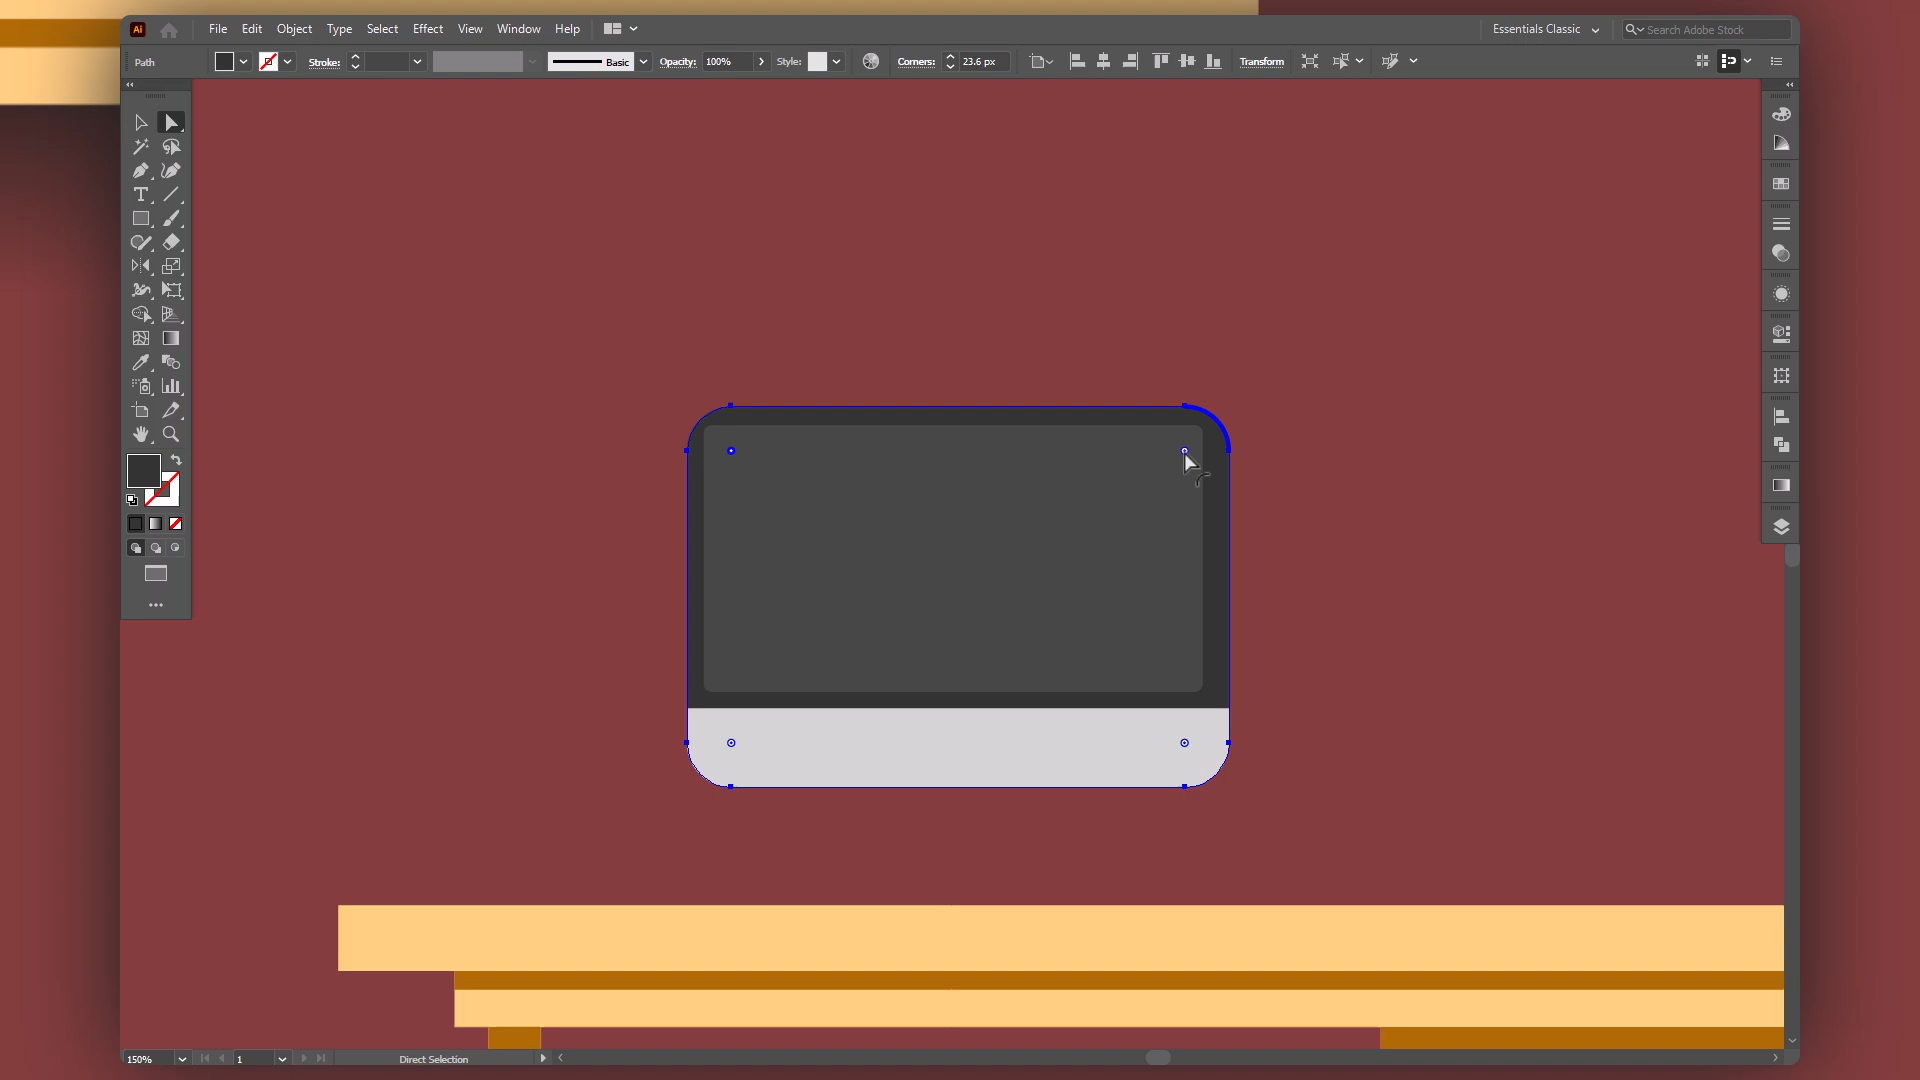 Ai File Edit Object Type Select Effect View Window Help Essentials Classic Search Adobe Stock
Path Stroke: Basic Opacity: 100% Style: Corners: 23.6 px Transform
150% 1 Direct Selection